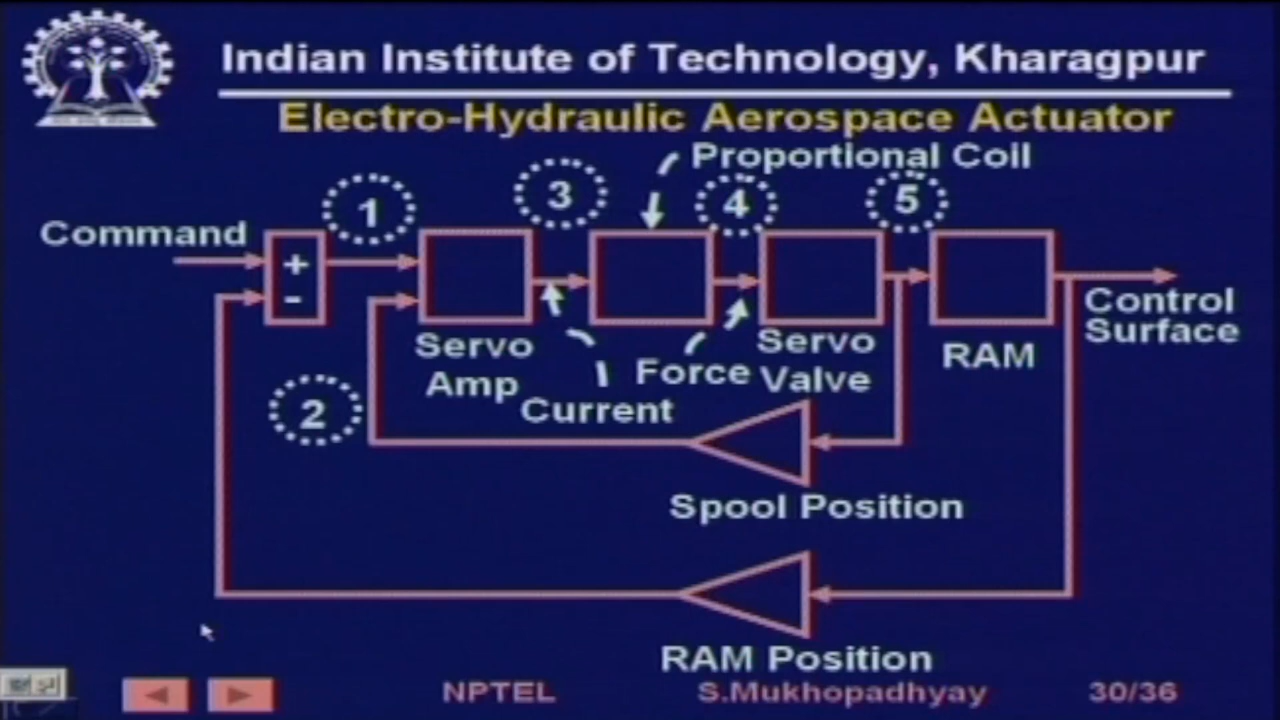 Indian Institute of Technology, Kharagpur
Electro-Hydraulic Aerospace Actuator
Proportional Coil
1
3
4
5
Command
+
-
Control
Surface
Servo
Amp
Current
Force
Servo
Valve
RAM
2
Spool Position
RAM Position
NPTEL S.Mukhopadhyay 30/36